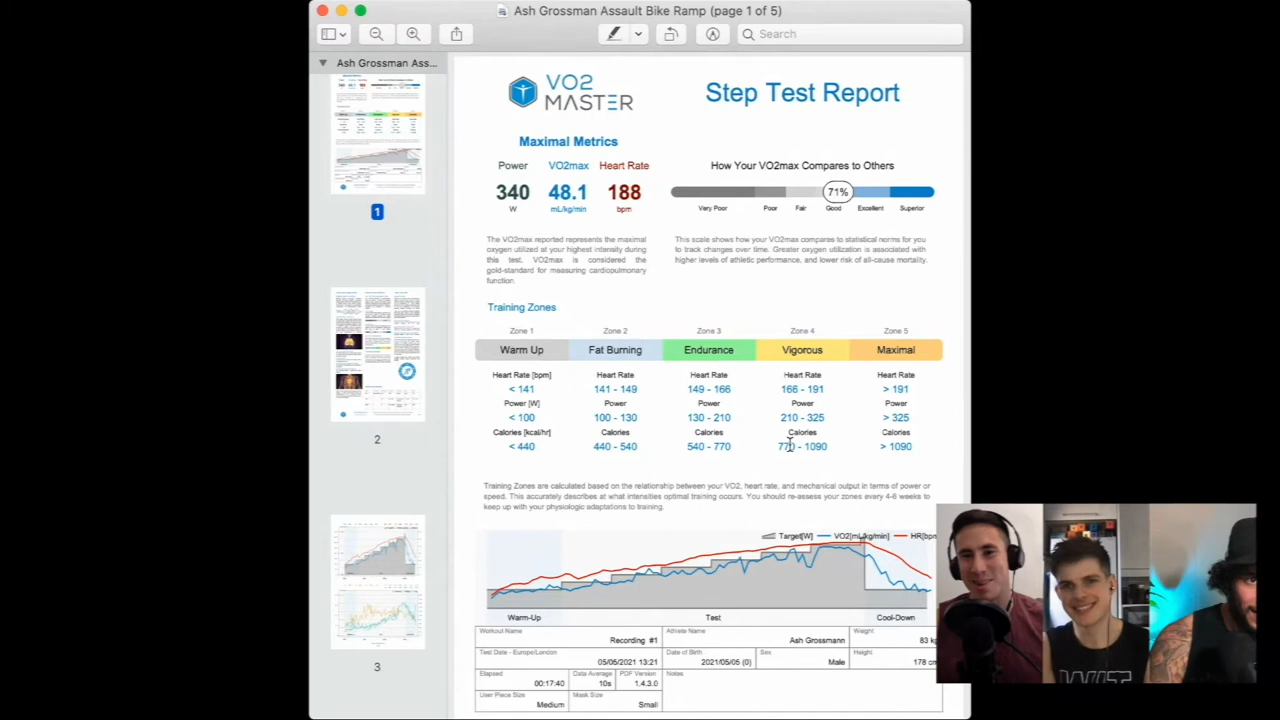 Ash Grossman Assault Bike Ramp (page 1 of 5)
Search
Ash Grossman Ass...
1
2
3
VO2
MASTER
Step Test Report
Maximal Metrics
Power VO2max Heart Rate
340 48.1 188
W mL/kg/min bpm
How Your VO2max Compares to Others
71%
Very Poor Poor Fair Good Excellent Superior
The VO2max reported represents the maximal
oxygen utilized at your highest intensity during
this test. VO2max is considered the
gold-standard for measuring cardiopulmonary
function.
This scale shows how your VO2max compares to statistical norms for you
to track changes over time. Greater oxygen utilization is associated with
higher levels of athletic performance, and lower risk of all-cause mortality.
Training Zones
Zone 1 Zone 2 Zone 3 Zone 4 Zone 5
Warm Up Fat Burning Endurance Vigorous Maximal
Heart Rate [bpm] Heart Rate Heart Rate Heart Rate Heart Rate
< 141 141 - 149 149 - 166 166 - 191 > 191
Power [W] Power Power Power Power
< 100 100 - 130 130 - 210 210 - 325 > 325
Calories [kcal/hr] Calories Calories Calories Calories
< 440 440 - 540 540 - 770 770 - 1090 > 1090
Training Zones are calculated based on the relationship between your VO2, heart rate, and mechanical output in terms of power or
speed. This accurately describes at what intensities optimal training occurs. You should re-assess your zones every 4-6 weeks to
keep up with your physiologic adaptations to training.
Target[W] VO2[mL/kg/min] HR[bpm
Warm-Up Test Cool-Down
Workout Name Athlete Name Weight
Recording #1 Ash Grossmann 83 kg
Test Date - Europe/London Date of Birth Sex Height
05/05/2021 13:21 2021/05/05 (0) Male 178 cm
Elapsed Data Average PDF Version Notes
00:17:40 10s 1.4.3.0
User Piece Size Mask Size
Medium Small